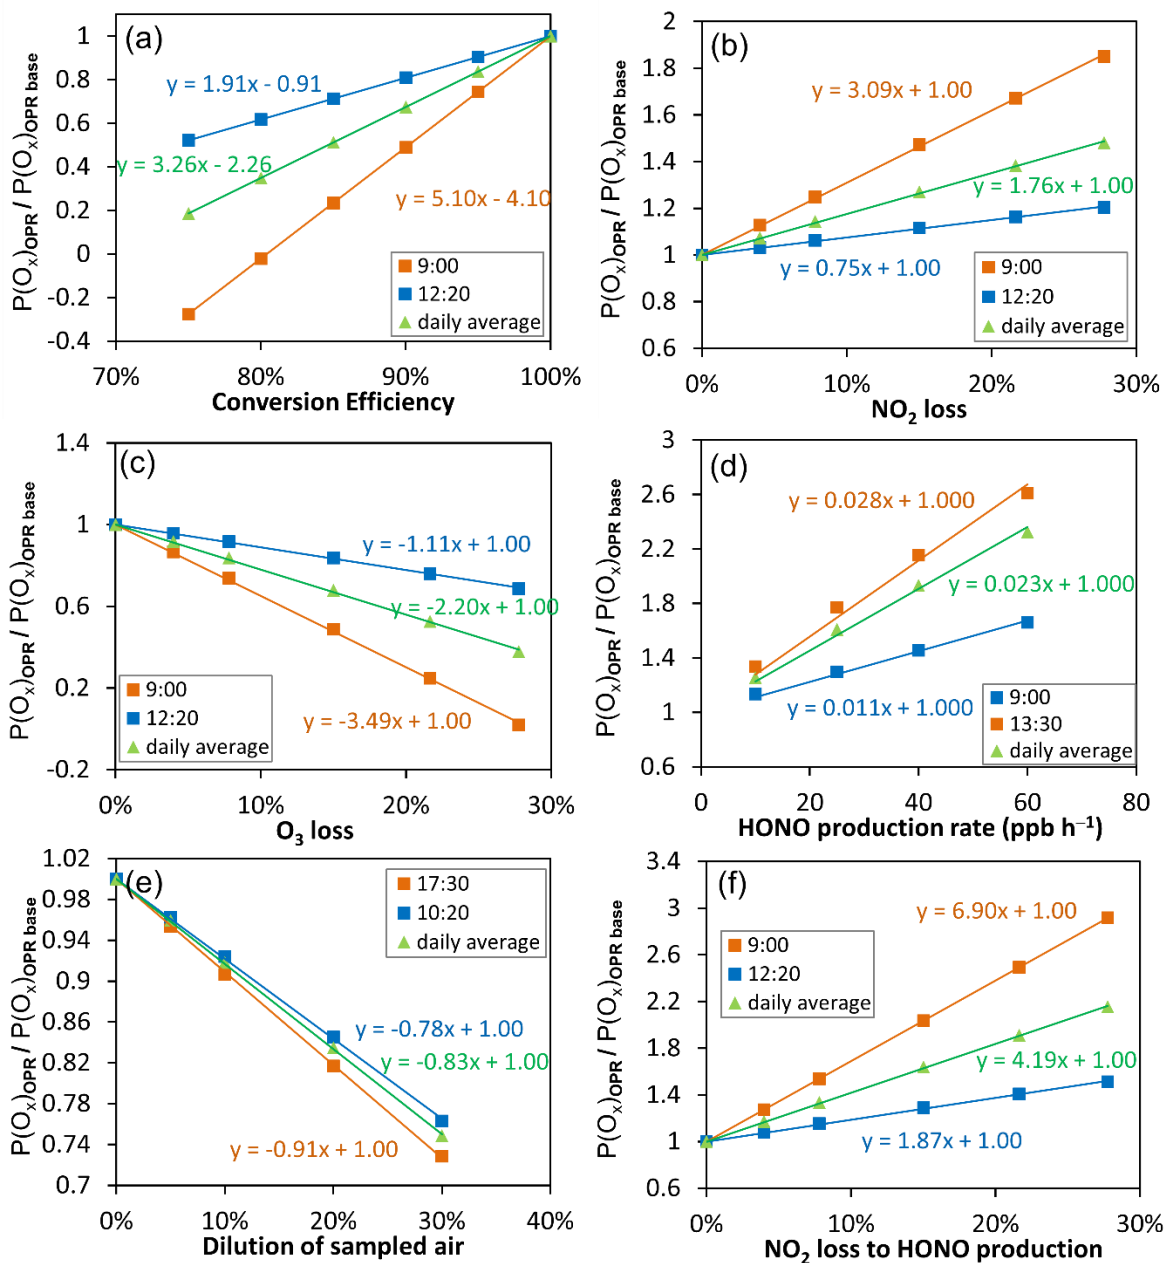 (a)
P(Oₓ)OPR / P(Oₓ)OPR base
1
0.8
0.6
0.4
0.2
0
-0.2
-0.4
y = 1.91x - 0.91
y = 3.26x - 2.26
y = 5.10x - 4.10
9:00
12:20
daily average
70% 80% 90% 100%
Conversion Efficiency
(b)
P(Oₓ)OPR / P(Oₓ)OPR base
2
1.8
1.6
1.4
1.2
1
0.8
0.6
y = 3.09x + 1.00
y = 1.76x + 1.00
y = 0.75x + 1.00
9:00
12:20
daily average
0% 10% 20% 30%
NO₂ loss
(c)
P(Oₓ)OPR / P(Oₓ)OPR base
1.4
1
0.6
0.2
-0.2
y = -1.11x + 1.00
y = -2.20x + 1.00
y = -3.49x + 1.00
9:00
12:20
daily average
0% 10% 20% 30%
O₃ loss
(d)
P(Oₓ)OPR / P(Oₓ)OPR base
3
2.6
2.2
1.8
1.4
1
0.6
y = 0.028x + 1.000
y = 0.023x + 1.000
y = 0.011x + 1.000
9:00
13:30
daily average
0 20 40 60 80
HONO production rate (ppb h⁻¹)
(e)
P(Oₓ)OPR / P(Oₓ)OPR base
1.02
0.98
0.94
0.9
0.86
0.82
0.78
0.74
0.7
17:30
10:20
daily average
y = -0.78x + 1.00
y = -0.83x + 1.00
y = -0.91x + 1.00
0% 10% 20% 30% 40%
Dilution of sampled air
(f)
P(Oₓ)OPR / P(Oₓ)OPR base
3.4
3
2.6
2.2
1.8
1.4
1
0.6
y = 6.90x + 1.00
9:00
12:20
daily average
y = 4.19x + 1.00
y = 1.87x + 1.00
0% 10% 20% 30%
NO₂ loss to HONO production